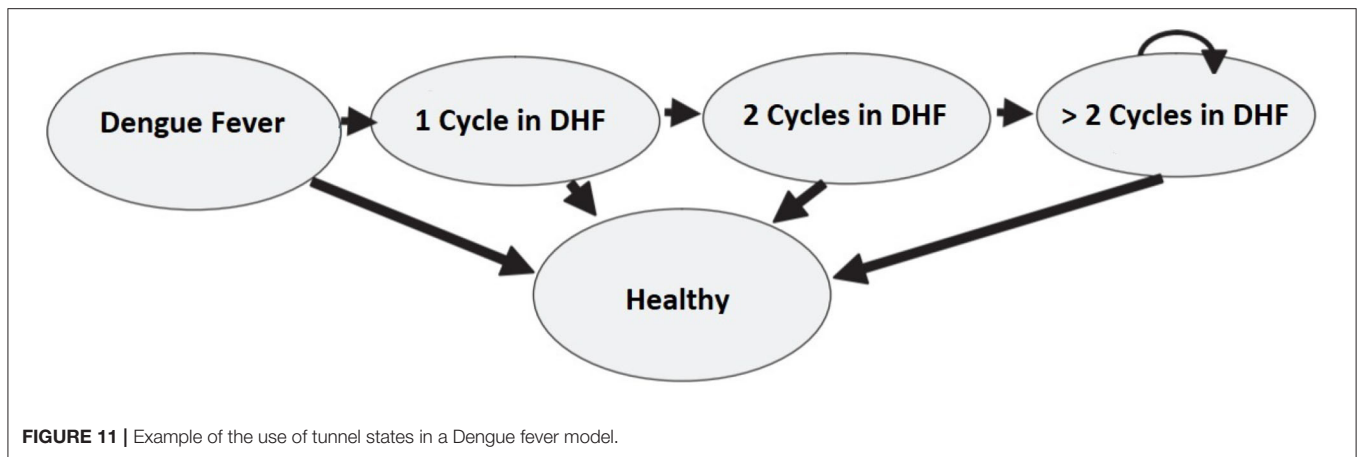 Dengue Fever
1 Cycle in DHF
2 Cycles in DHF
> 2 Cycles in DHF
Healthy
FIGURE 11 | Example of the use of tunnel states in a Dengue fever model.